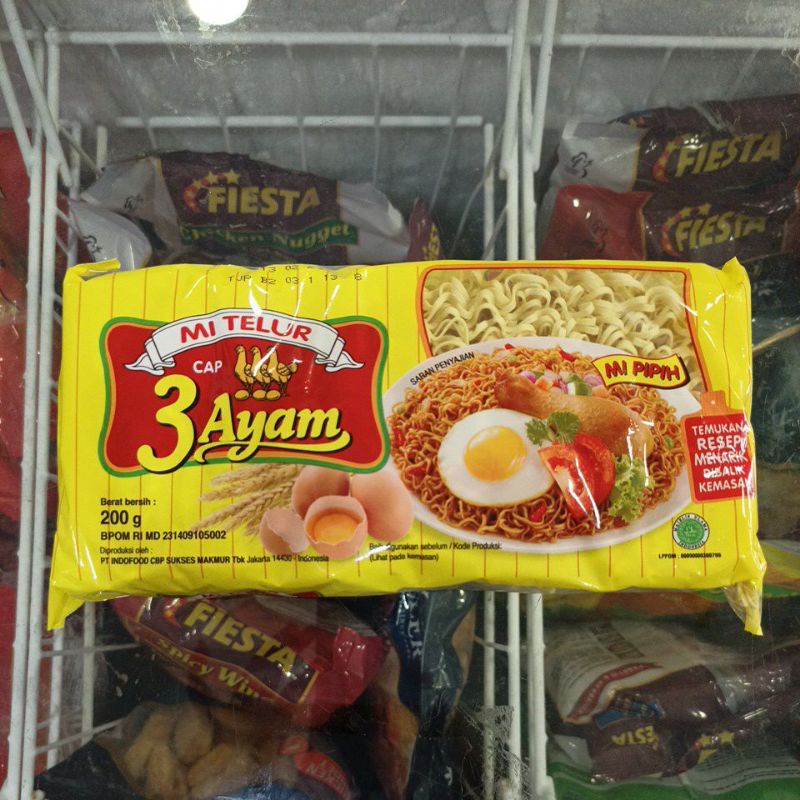 FIESTA
Chicken Nugget
FIESTA
FIESTA
MI TELUR
CAP
3 Ayam
SARAN PENYAJIAN
MI PIPIH
TEMUKAN
RESEP
MENARIK
DIBALIK
KEMASAN
Berat bersih :
200 g
BPOM RI MD 231409105002
Diproduksi oleh :
PT INDOFOOD CBP SUKSES MAKMUR Tbk Jakarta 14430 - Indonesia
Baik digunakan sebelum / Kode Produksi:
(Lihat pada kemasan)
FIESTA
Spicy Win
FIESTA